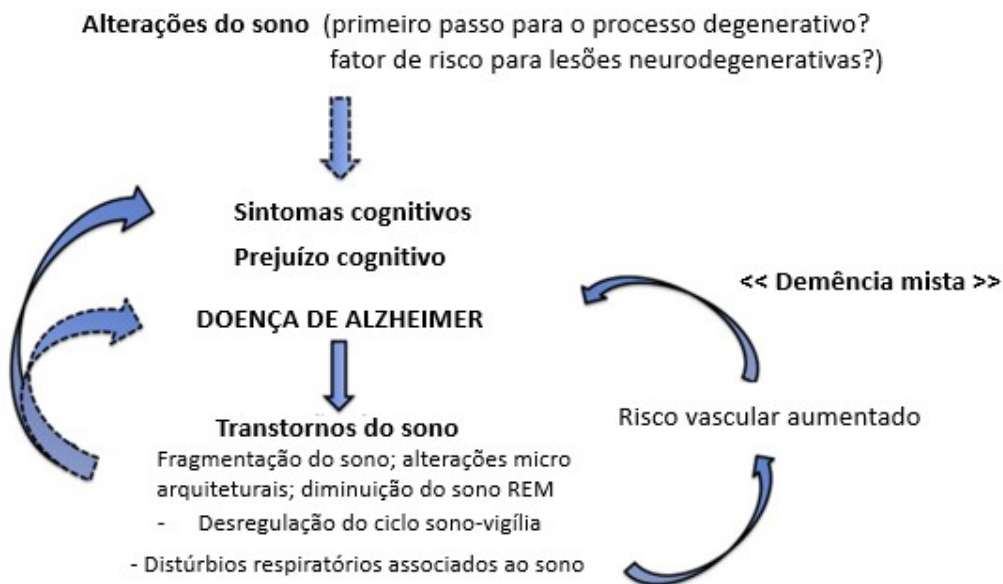 Alterações do sono (primeiro passo para o processo degenerativo?
fator de risco para lesões neurodegenerativas?)
Sintomas cognitivos
Prejuízo cognitivo
<< Demência mista >>
DOENÇA DE ALZHEIMER
Risco vascular aumentado
Transtornos do sono
Fragmentação do sono; alterações micro
arquiteturais; diminuição do sono REM
- Desregulação do ciclo sono-vigília
- Distúrbios respiratórios associados ao sono